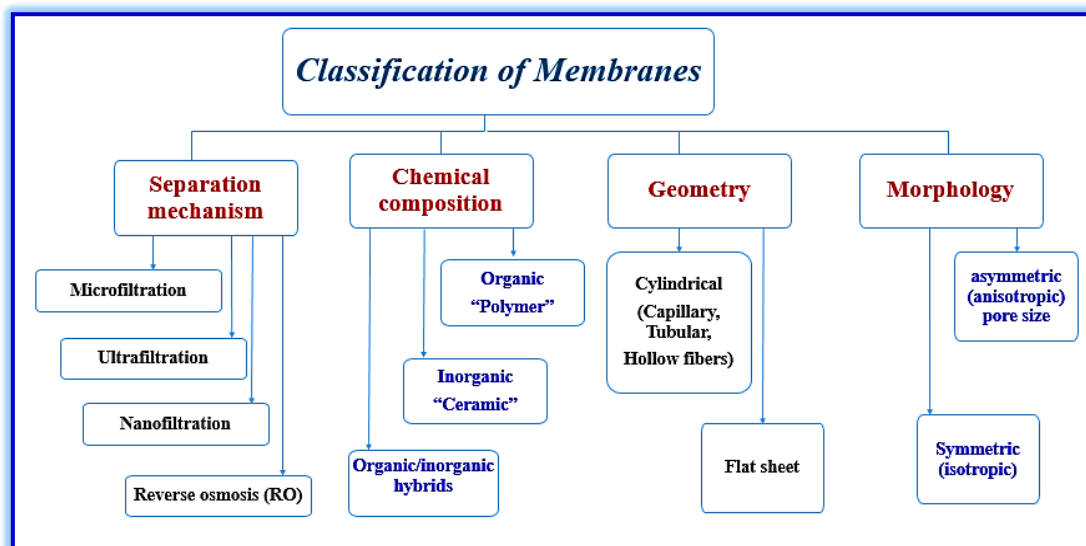 Classification of Membranes
Separation
mechanism
Microfiltration
Ultrafiltration
Nanofiltration
Reverse osmosis (RO)
Chemical
composition
Organic
“Polymer”
Inorganic
“Ceramic”
Organic/inorganic
hybrids
Geometry
Cylindrical
(Capillary,
Tubular,
Hollow fibers)
Flat sheet
Morphology
asymmetric
(anisotropic)
pore size
Symmetric
(isotropic)